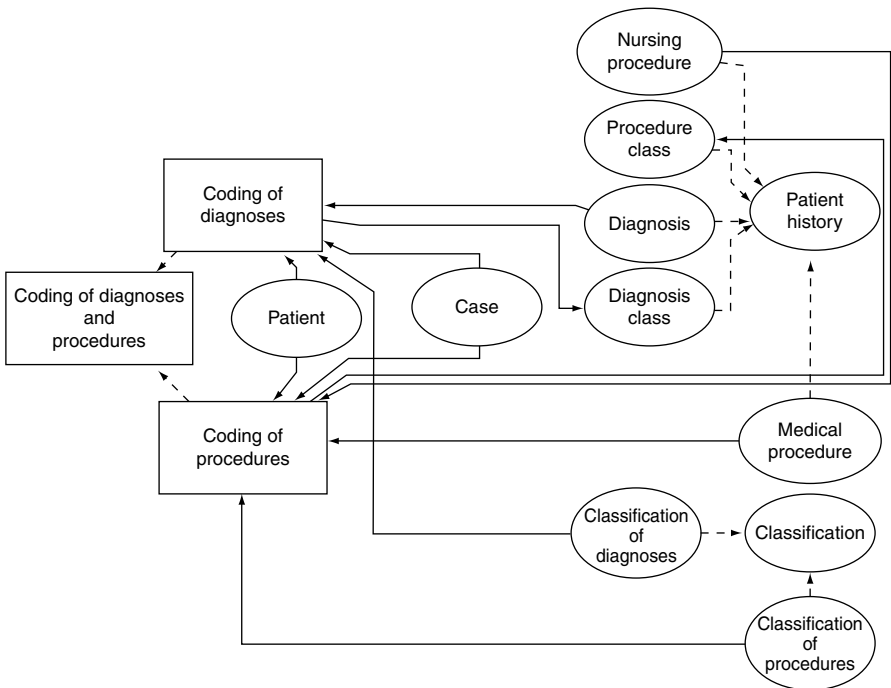 Nursing
procedure
Procedure
class
Coding of
diagnoses
Patient
history
Diagnosis
Coding of diagnoses
and
procedures
Patient
Case
Diagnosis
class
Coding of
procedures
Medical
procedure
Classification
of
diagnoses
Classification
Classification
of
procedures